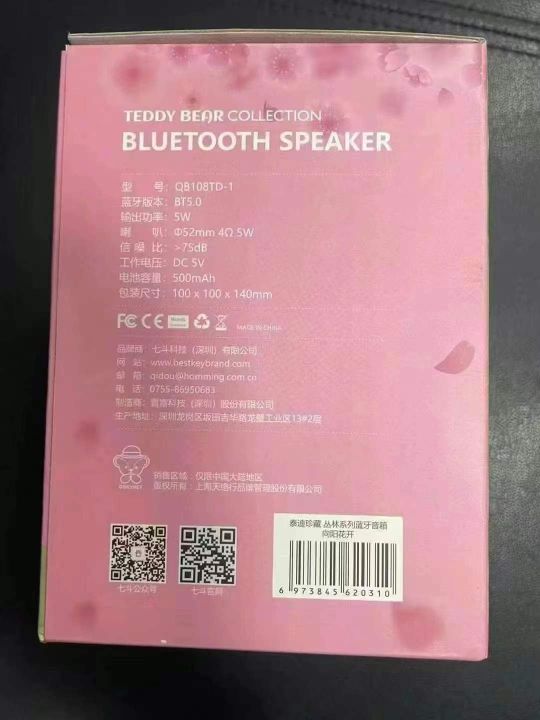 TEDDY BEAR COLLECTION
BLUETOOTH SPEAKER
型 号: QB108TD-1
蓝牙版本: BT5.0
输出功率: 5W
喇 叭: Φ52mm 4Ω 5W
信 噪 比: >75dB
工作电压: DC 5V
电池容量: 500mAh
包装尺寸: 100 x 100 x 140mm
FC CE RoHS MADE IN CHINA
品牌商: 七斗科技 (深圳) 有限公司
网 站: www.bestkeybrand.com
邮 箱: qidou@homming.com.cn
电 话: 0755-86950683
制造商: 科技 (深圳) 股份有限公司
生产地址: 深圳龙岗区坂田吉华路龙璧工业区13#2层
销售区域: 仅限中国大陆地区
版权所有: 上海天络行品牌管理股份有限公司
七斗公众号
七斗官网
泰迪珍藏 丛林系列蓝牙音箱
向阳花开
6 973845 620310